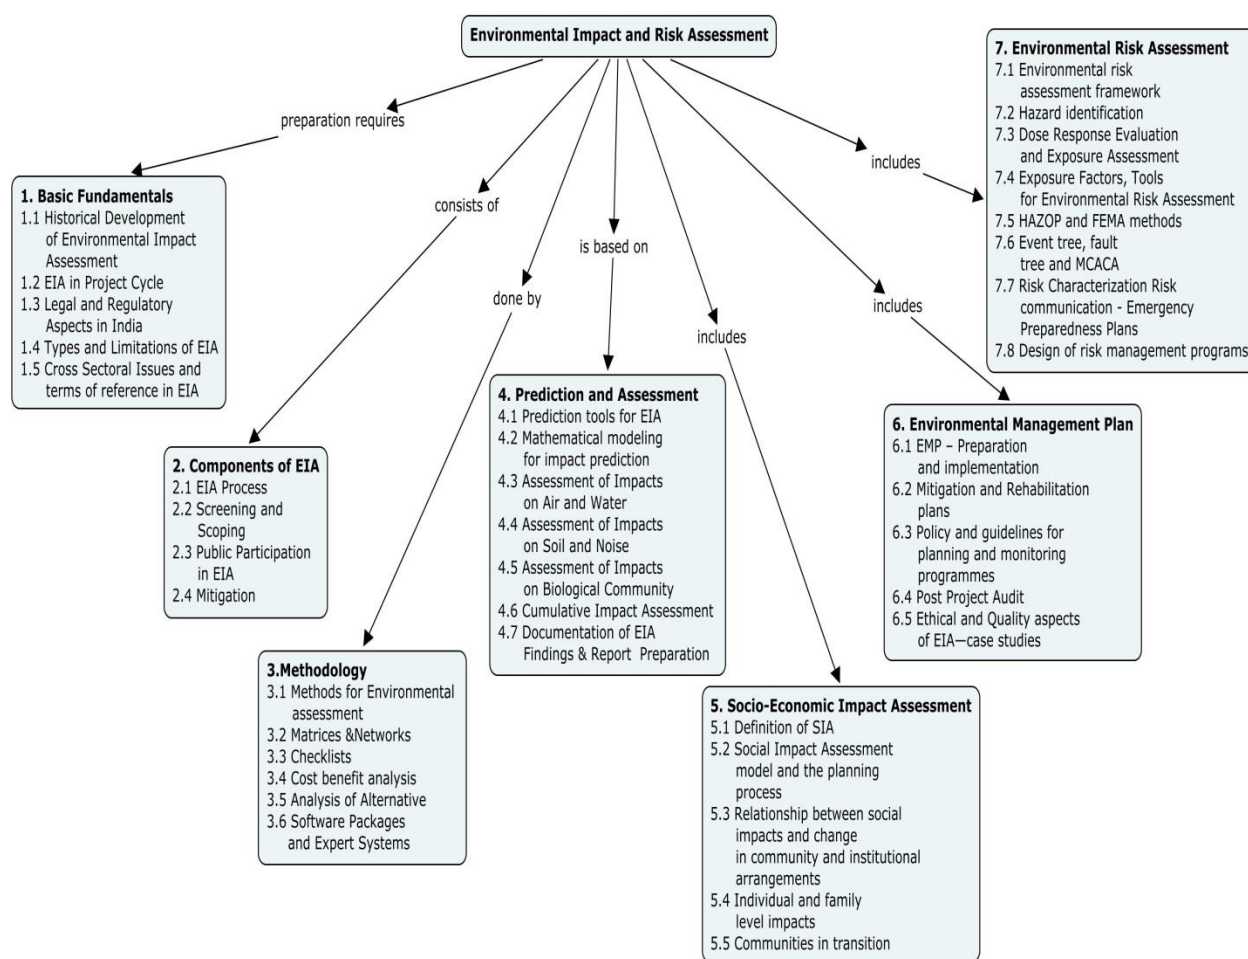 Environmental Impact and Risk Assessment
preparation requires
consists of
done by
is based on
includes
includes
includes
1. Basic Fundamentals
1.1 Historical Development
of Environmental Impact
Assessment
1.2 EIA in Project Cycle
1.3 Legal and Regulatory
Aspects in India
1.4 Types and Limitations of EIA
1.5 Cross Sectoral Issues and
terms of reference in EIA
2. Components of EIA
2.1 EIA Process
2.2 Screening and
Scoping
2.3 Public Participation
in EIA
2.4 Mitigation
3.Methodology
3.1 Methods for Environmental
assessment
3.2 Matrices &Networks
3.3 Checklists
3.4 Cost benefit analysis
3.5 Analysis of Alternative
3.6 Software Packages
and Expert Systems
4. Prediction and Assessment
4.1 Prediction tools for EIA
4.2 Mathematical modeling
for impact prediction
4.3 Assessment of Impacts
on Air and Water
4.4 Assessment of Impacts
on Soil and Noise
4.5 Assessment of Impacts
on Biological Community
4.6 Cumulative Impact Assessment
4.7 Documentation of EIA
Findings & Report Preparation
5. Socio-Economic Impact Assessment
5.1 Definition of SIA
5.2 Social Impact Assessment
model and the planning
process
5.3 Relationship between social
impacts and change
in community and institutional
arrangements
5.4 Individual and family
level impacts
5.5 Communities in transition
6. Environmental Management Plan
6.1 EMP – Preparation
and implementation
6.2 Mitigation and Rehabilitation
plans
6.3 Policy and guidelines for
planning and monitoring
programmes
6.4 Post Project Audit
6.5 Ethical and Quality aspects
of EIA—case studies
7. Environmental Risk Assessment
7.1 Environmental risk
assessment framework
7.2 Hazard identification
7.3 Dose Response Evaluation
and Exposure Assessment
7.4 Exposure Factors, Tools
for Environmental Risk Assessment
7.5 HAZOP and FEMA methods
7.6 Event tree, fault
tree and MCACA
7.7 Risk Characterization Risk
communication - Emergency
Preparedness Plans
7.8 Design of risk management programs